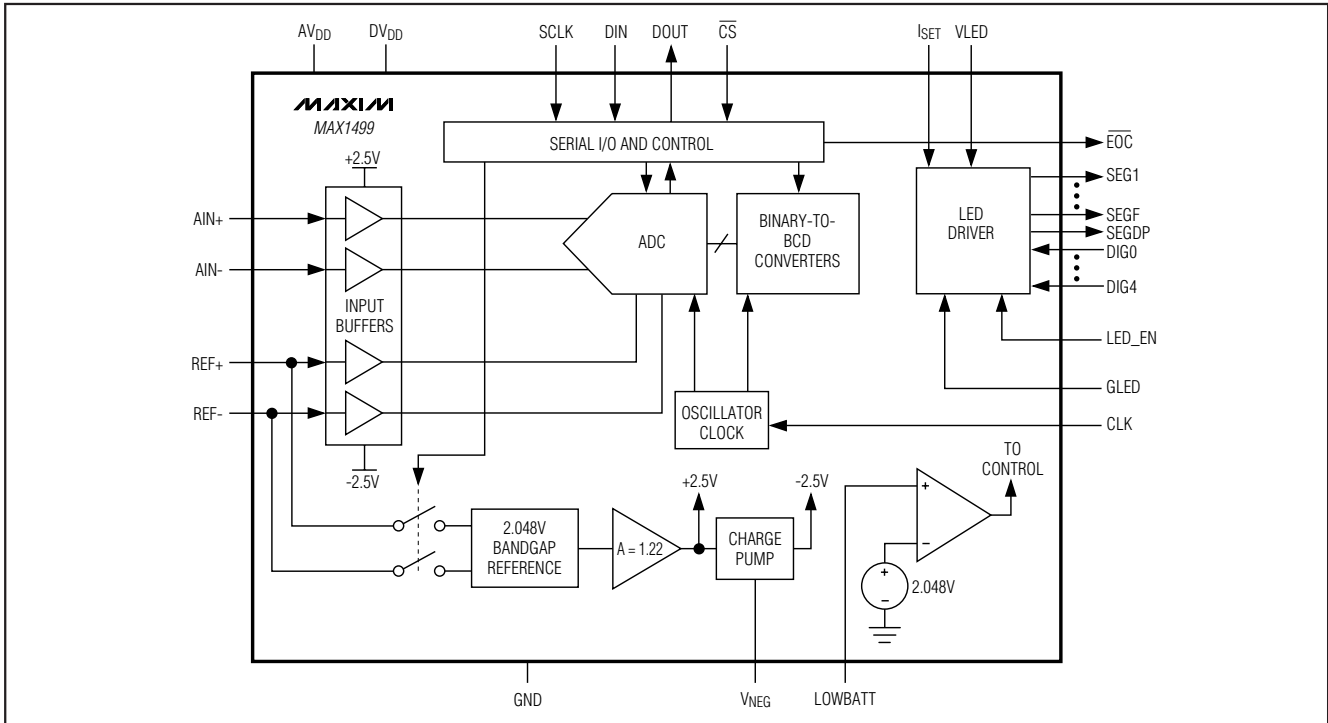 AVDD
DVDD
SCLK
DIN
DOUT
C̅S̅
ISET
VLED
MAXIM
MAX1499
SERIAL I/O AND CONTROL
E̅O̅C̅
+2.5V
AIN+
AIN-
INPUT
BUFFERS
REF+
REF-
-2.5V
ADC
BINARY-TO-
BCD
CONVERTERS
LED
DRIVER
SEG1
SEGF
SEGDP
DIG0
DIG4
LED_EN
GLED
OSCILLATOR
CLOCK
CLK
TO
CONTROL
+2.5V
-2.5V
2.048V
BANDGAP
REFERENCE
A = 1.22
CHARGE
PUMP
+
−
+
−
2.048V
GND
VNEG
LOWBATT